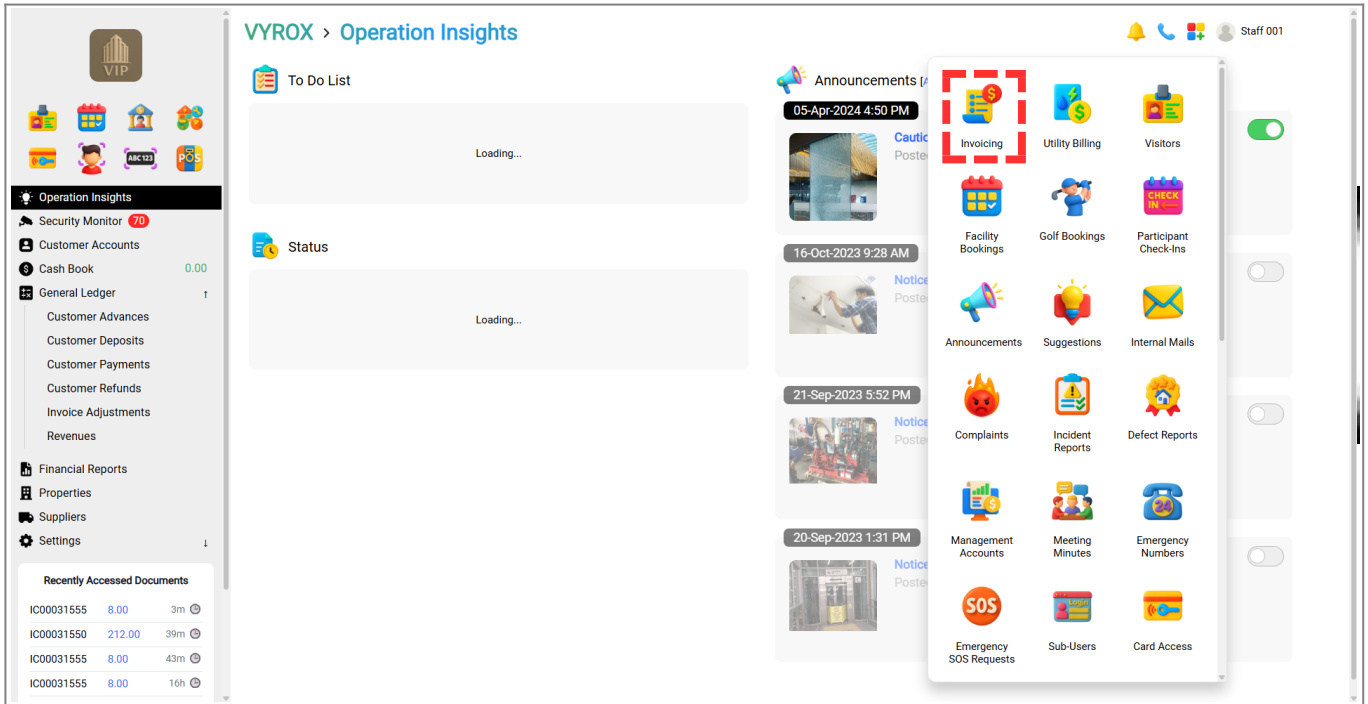 VIP
VYROX > Operation Insights
Staff 001
ABC 123
POS
Operation Insights
Security Monitor 70
Customer Accounts
Cash Book 0.00
General Ledger ↑
Customer Advances
Customer Deposits
Customer Payments
Customer Refunds
Invoice Adjustments
Revenues
Financial Reports
Properties
Suppliers
Settings ↓
Recently Accessed Documents
IC00031555 8.00 3m
IC00031550 212.00 39m
IC00031555 8.00 43m
IC00031555 8.00 16h
To Do List
Loading...
Status
Loading...
Announcements
05-Apr-2024 4:50 PM
16-Oct-2023 9:28 AM
Notice
21-Sep-2023 5:52 PM
Notice
20-Sep-2023 1:31 PM
Notice
Invoicing
Utility Billing
Visitors
Facility
Bookings
Golf Bookings
CHECK
IN
Participant
Check-Ins
Announcements
Suggestions
Internal Mails
Complaints
Incident
Reports
Defect Reports
Management
Accounts
Meeting
Minutes
24
Emergency
Numbers
SOS
Emergency
SOS Requests
Login
Sub-Users
Card Access